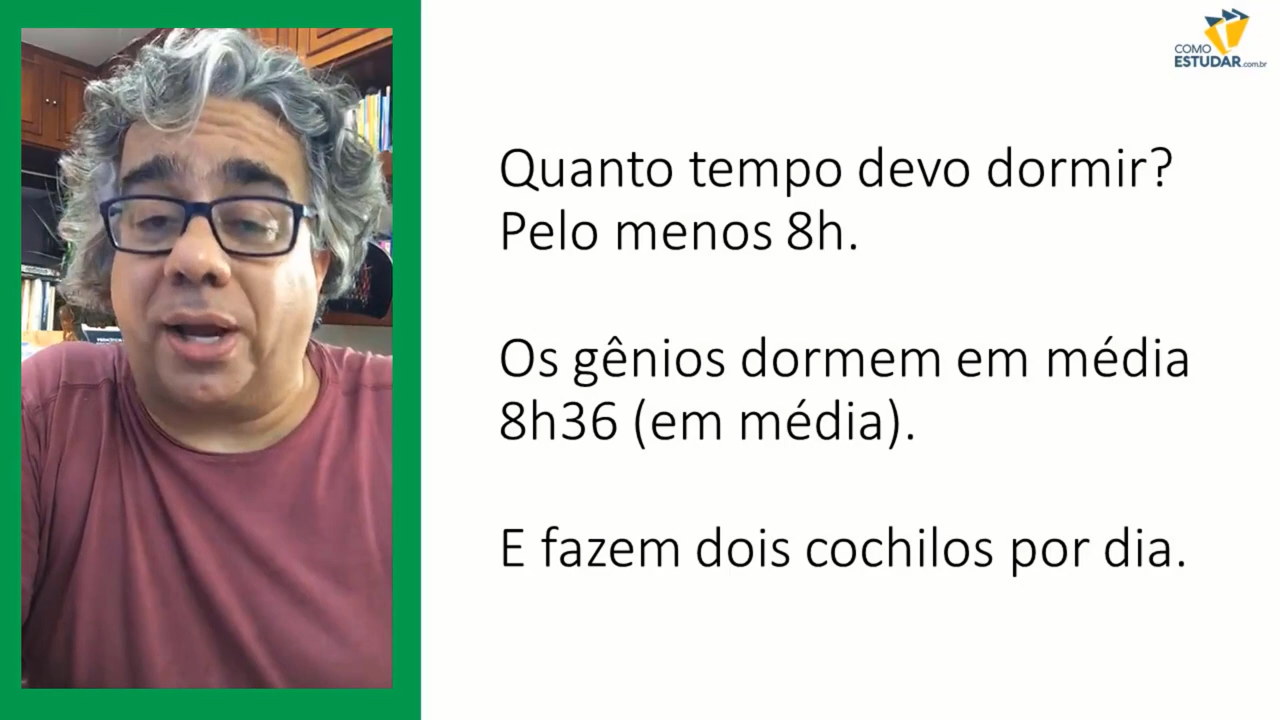 COMO
ESTUDAR.com.br
Quanto tempo devo dormir?
Pelo menos 8h.
Os gênios dormem em média
8h36 (em média).
E fazem dois cochilos por dia.